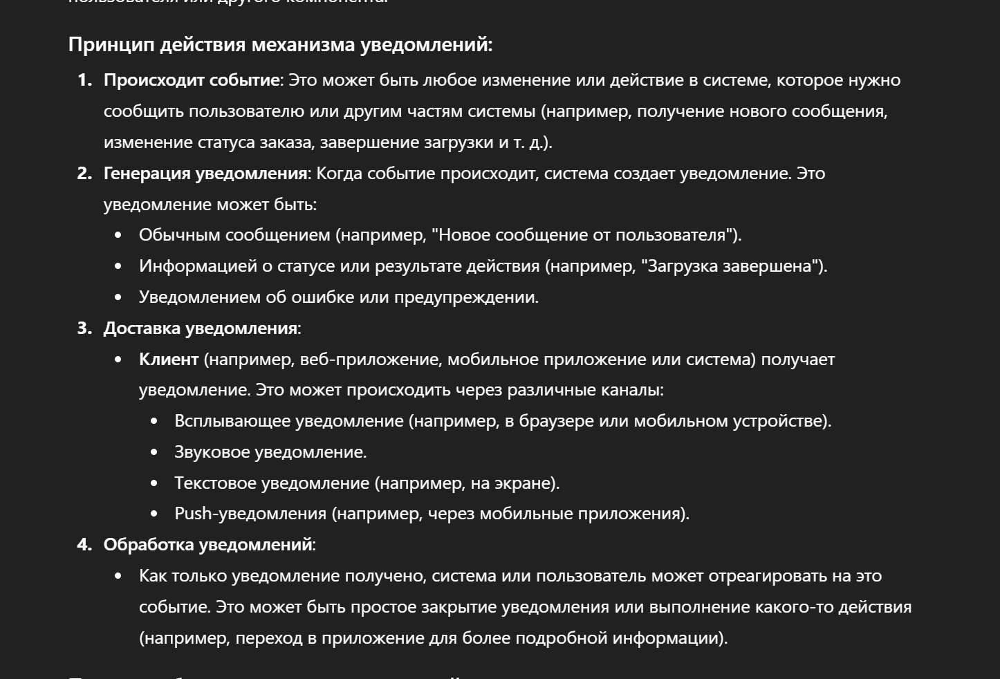 пользователя или другого компонента.
Принцип действия механизма уведомлений:
1. Происходит событие: Это может быть любое изменение или действие в системе, которое нужно
сообщить пользователю или другим частям системы (например, получение нового сообщения,
изменение статуса заказа, завершение загрузки и т. д.).
2. Генерация уведомления: Когда событие происходит, система создает уведомление. Это
уведомление может быть:
• Обычным сообщением (например, "Новое сообщение от пользователя").
• Информацией о статусе или результате действия (например, "Загрузка завершена").
• Уведомлением об ошибке или предупреждении.
3. Доставка уведомления:
• Клиент (например, веб-приложение, мобильное приложение или система) получает
уведомление. Это может происходить через различные каналы:
• Всплывающее уведомление (например, в браузере или мобильном устройстве).
• Звуковое уведомление.
• Текстовое уведомление (например, на экране).
• Push-уведомления (например, через мобильные приложения).
4. Обработка уведомлений:
• Как только уведомление получено, система или пользователь может отреагировать на это
событие. Это может быть простое закрытие уведомления или выполнение какого-то действия
(например, переход в приложение для более подробной информации).